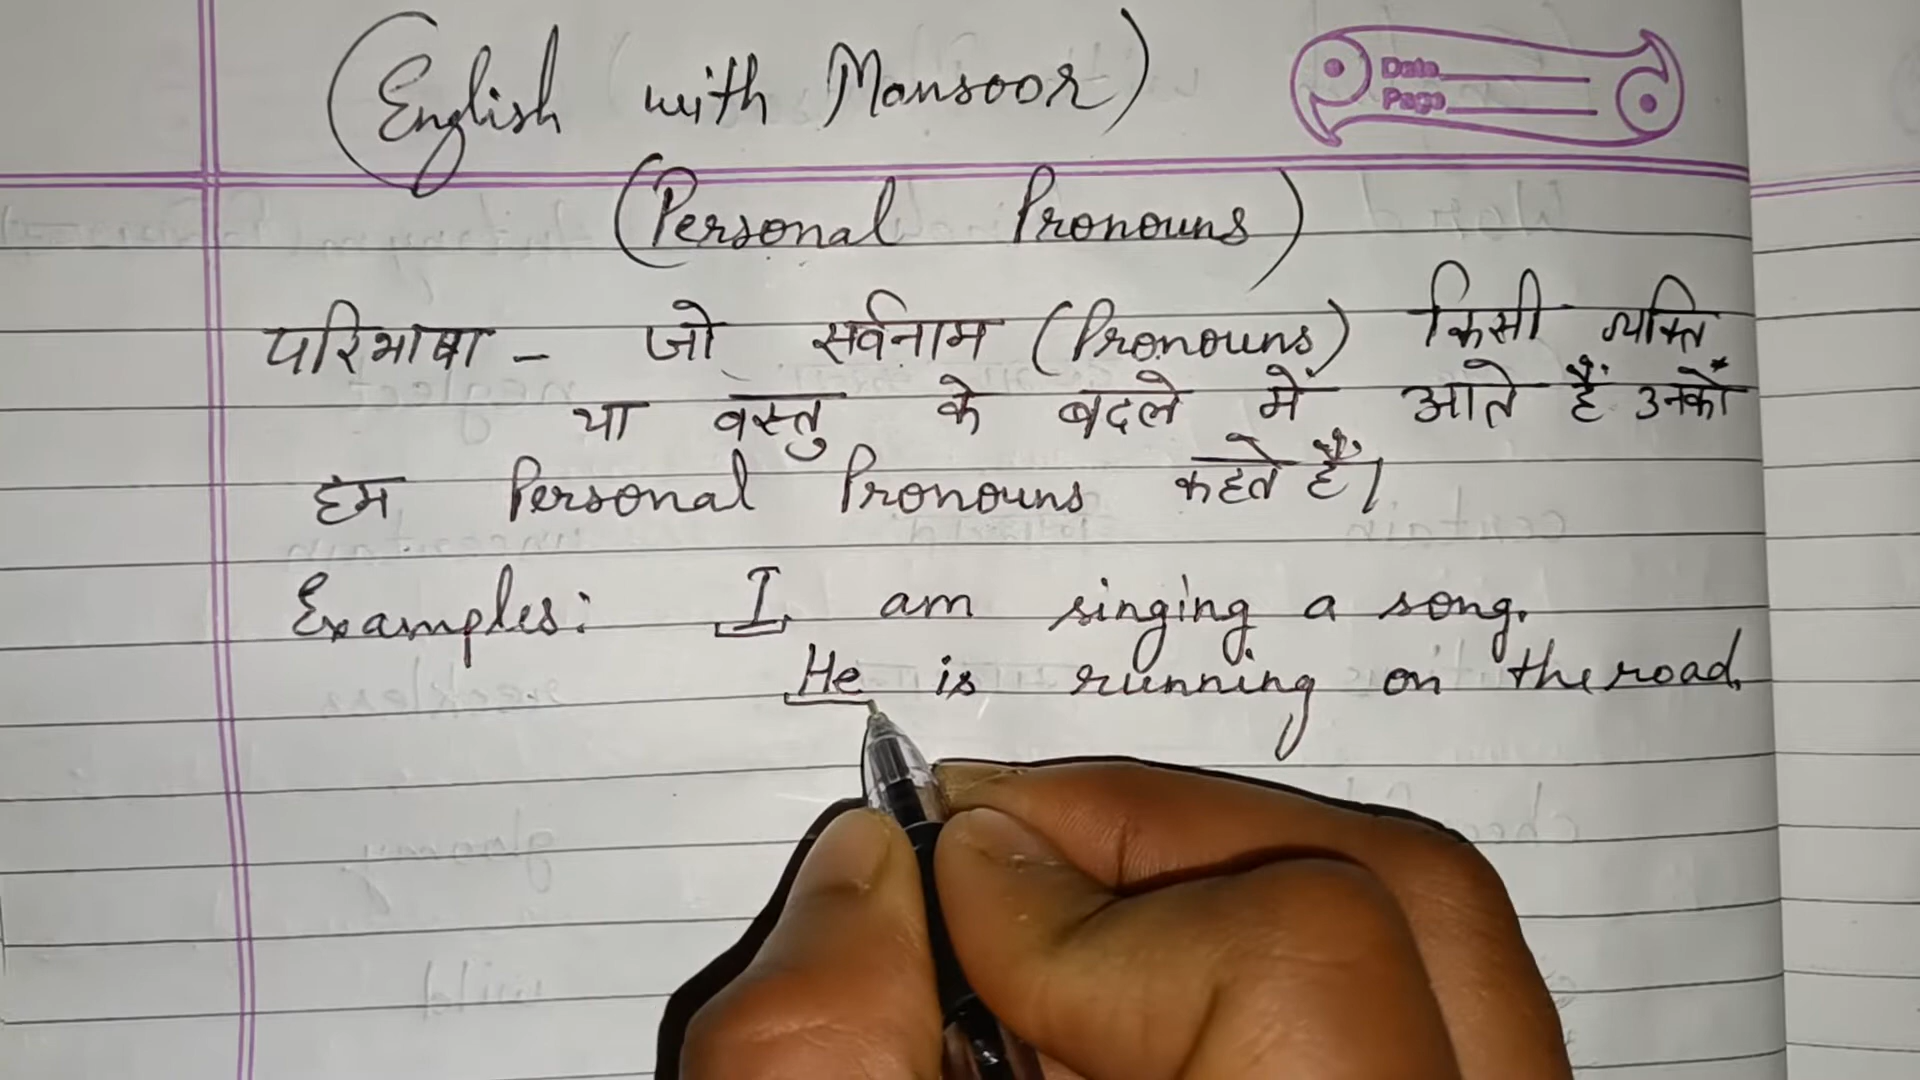 (English with Mansoor)
Date
Page
(Personal Pronouns)
परिभाषा - जो सर्वनाम (Pronouns) किसी व्यक्ति
या वस्तु के बदले में आते हैं उनको
हम Personal Pronouns कहते हैं।
Examples: I am singing a song.
He is running on the road.